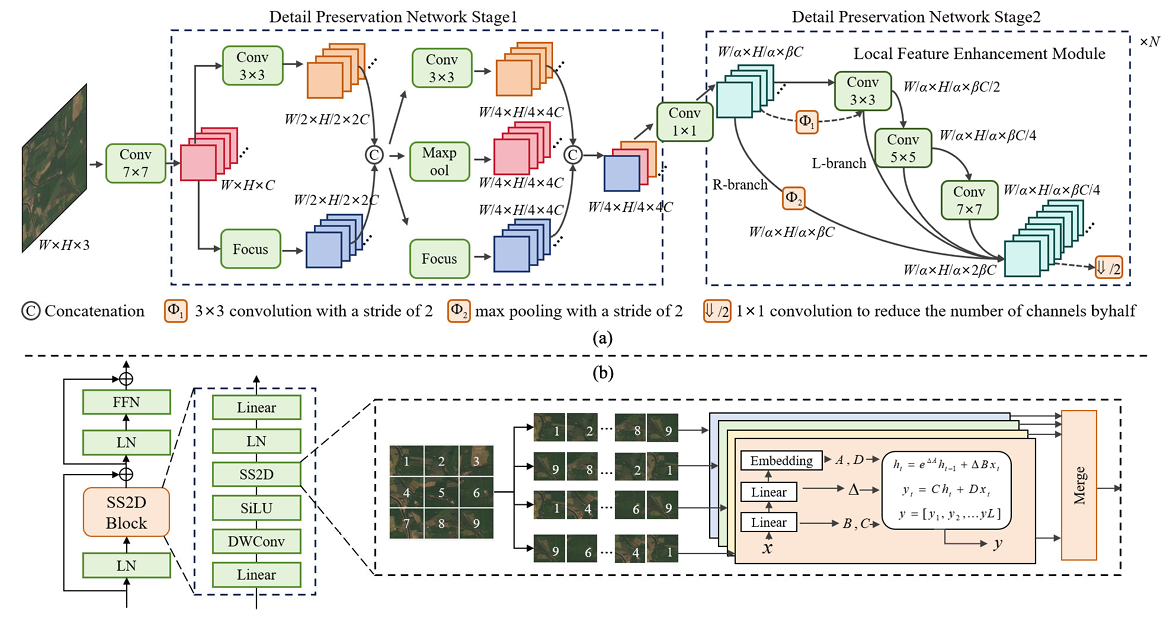 Detail Preservation Network Stage1
Detail Preservation Network Stage2
×N
W/α×H/α×βC
Local Feature Enhancement Module
Conv
3×3
Conv
3×3
Conv
3×3
W/α×H/α×βC/2
W/2×H/2×2C
W/4×H/4×4C
Conv
1×1
Φ1
Conv
7×7
W×H×C
C
Maxp
ool
C
Conv
5×5
W/α×H/α×βC/4
L-branch
W/4×H/4×4C
R-branch
Φ2
Conv
7×7
W/α×H/α×βC/4
W/2×H/2×2C
W/4×H/4×4C
W/4×H/4×4C
W×H×3
Focus
Focus
W/α×H/α×βC
W/α×H/α×2βC
⇓/2
C Concatenation
Φ1 3×3 convolution with a stride of 2
Φ2 max pooling with a stride of 2
⇓/2 1×1 convolution to reduce the number of channels byhalf
(a)
(b)
FFN
LN
SS2D
Block
LN
Linear
LN
SS2D
SiLU
DWConv
Linear
1 2 3
4 5 6
7 8 9
1 2 ··· 8 9
9 8 ··· 2 1
1 4 ··· 6 9
9 6 ··· 4 1
Embedding
A , D
Linear
Δ
Linear
B , C
x
h_t = e^{ΔA} h_{t-1} + ΔB x_t
y_t = C h_t + D x_t
y = [ y_1 , y_2 , ... yL ]
y
Merge